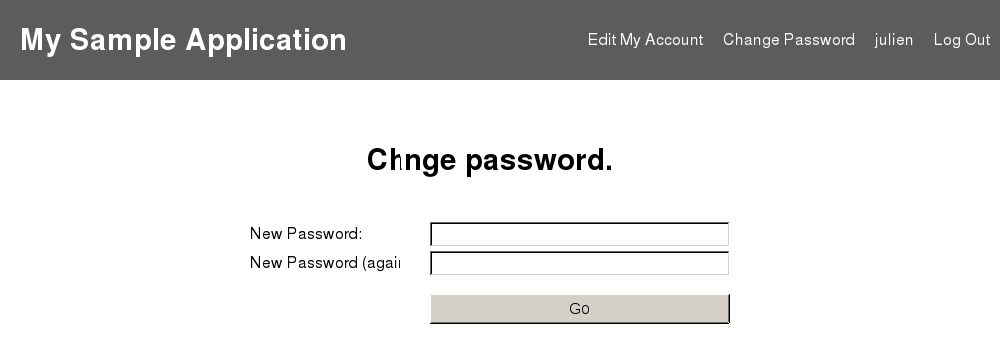 My Sample Application
Edit My Account Change Password julien Log Out
Chnge password.
New Password:
New Password (agai
Go